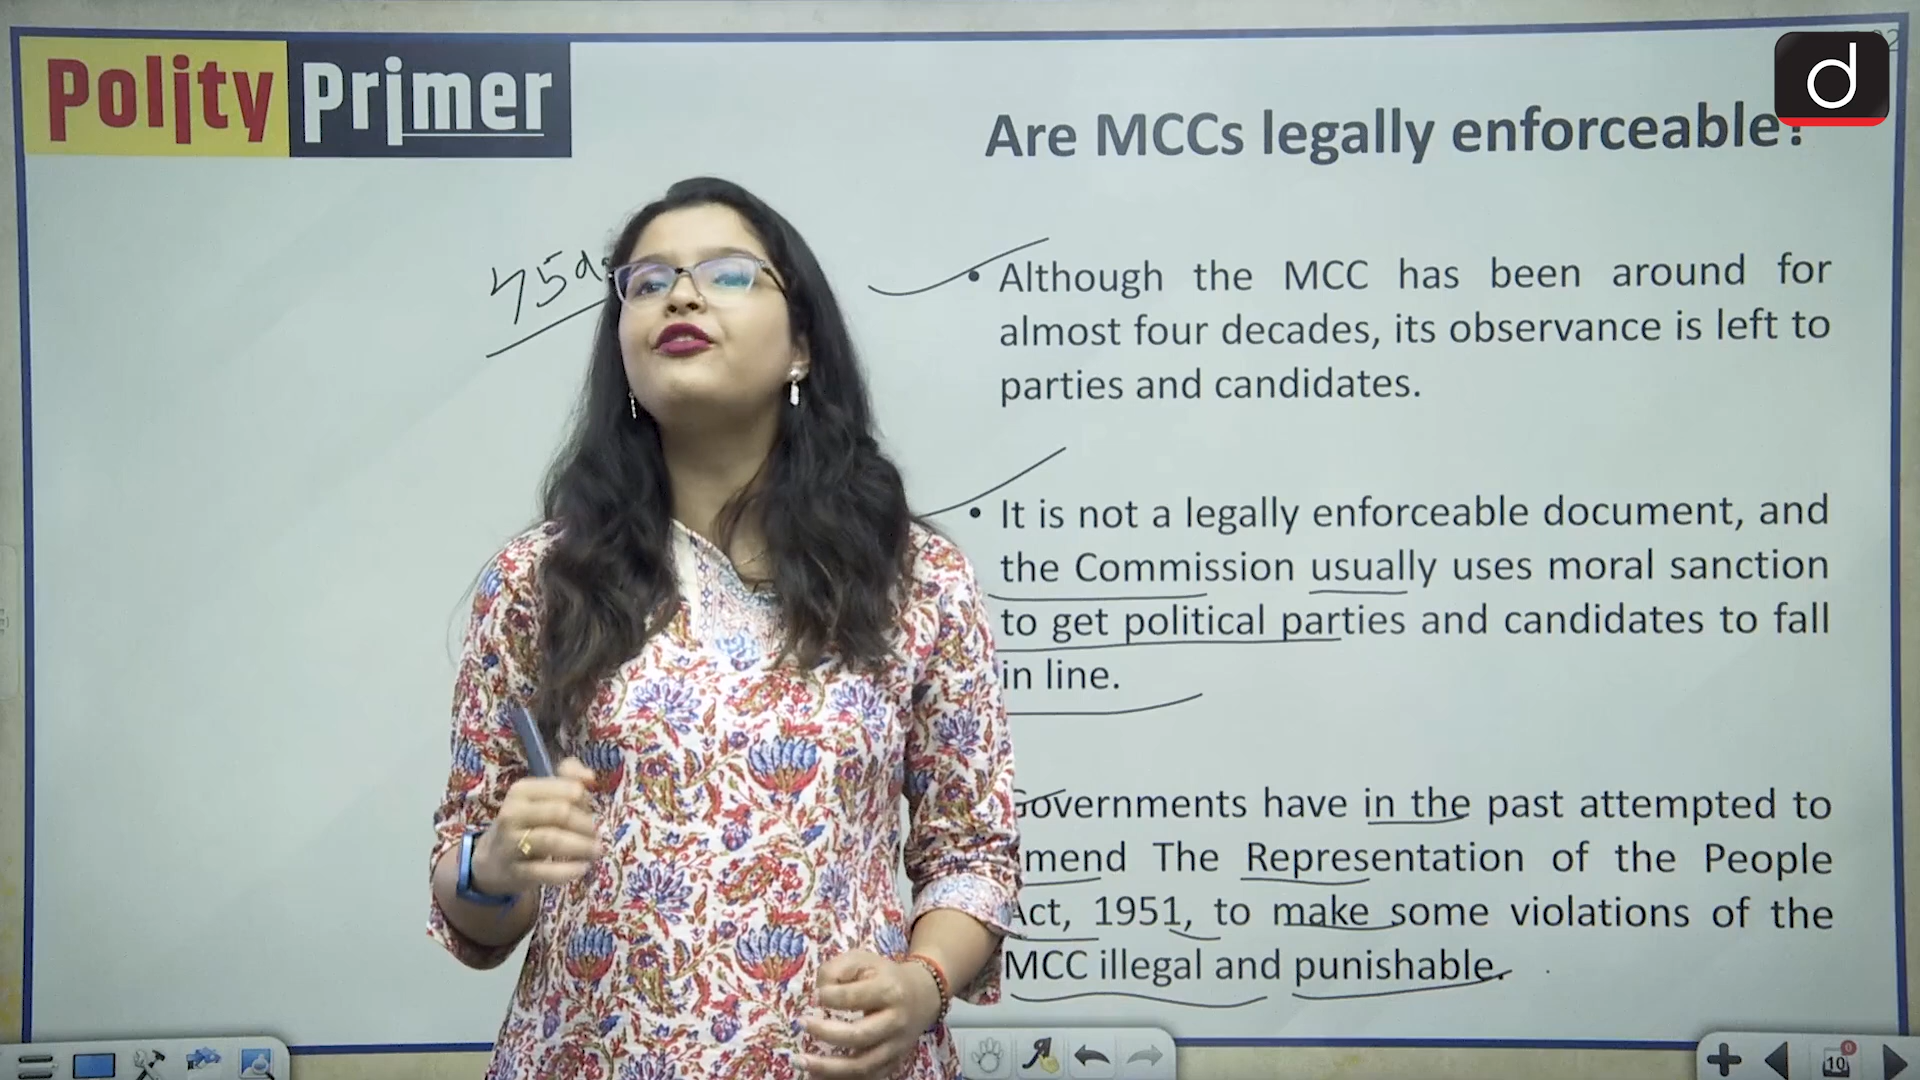 Polity Primer
d
Are MCCs legally enforceable?
45d
• Although the MCC has been around for
almost four decades, its observance is left to
parties and candidates.
• It is not a legally enforceable document, and
the Commission usually uses moral sanction
to get political parties and candidates to fall
in line.
Governments have in the past attempted to
mend The Representation of the People
Act, 1951, to make some violations of the
MCC illegal and punishable.
10
0